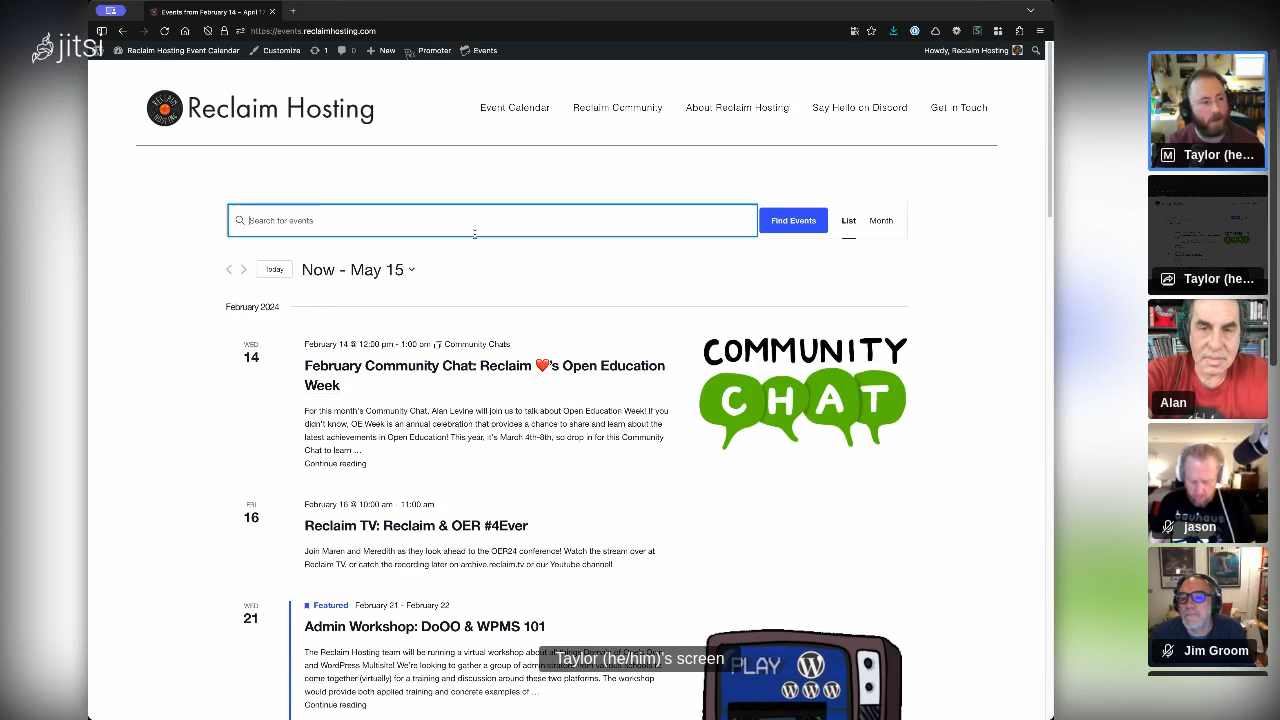 Events from February 14 – April 1
https://events.reclaimhosting.com
jitsi
Reclaim Hosting Event Calendar
Customize
1
0
New
Promoter
Events
Howdy, Reclaim Hosting
Reclaim Hosting
Event Calendar
Reclaim Community
About Reclaim Hosting
Say Hello on Discord
Get in Touch
Search for events
Find Events
List
Month
Today
Now - May 15
February 2024
WED
14
February 14 @ 12:00 pm - 1:00 pm Community Chats
February Community Chat: Reclaim ❤️'s Open Education
Week
For this month's Community Chat, Alan Levine will join us to talk about Open Education Week! If you
didn't know, OE Week is an annual celebration that provides a chance to share and learn about the
latest achievements in Open Education! This year, it's March 4th-8th, so drop in for this Community
Chat to learn …
Continue reading
COMMUNITY
CHAT
FRI
16
February 16 @ 10:00 am - 11:00 am
Reclaim TV: Reclaim & OER #4Ever
Join Maren and Meredith as they look ahead to the OER24 conference! Watch the stream over at
Reclaim TV, or catch the recording later on archive.reclaim.tv or our Youtube channel!
WED
21
Featured February 21 - February 22
Admin Workshop: DoOO & WPMS 101
The Reclaim Hosting team will be running a virtual workshop about
and WordPress Multisite! We're looking to gather a group of
come together (virtually) for a training and discussion around these two platforms. The workshop
would provide both applied training and concrete examples of …
Continue reading
PLAY
Taylor (he/him)'s screen
M
Taylor (he...
Taylor (he...
Alan
jason
Jim Groom